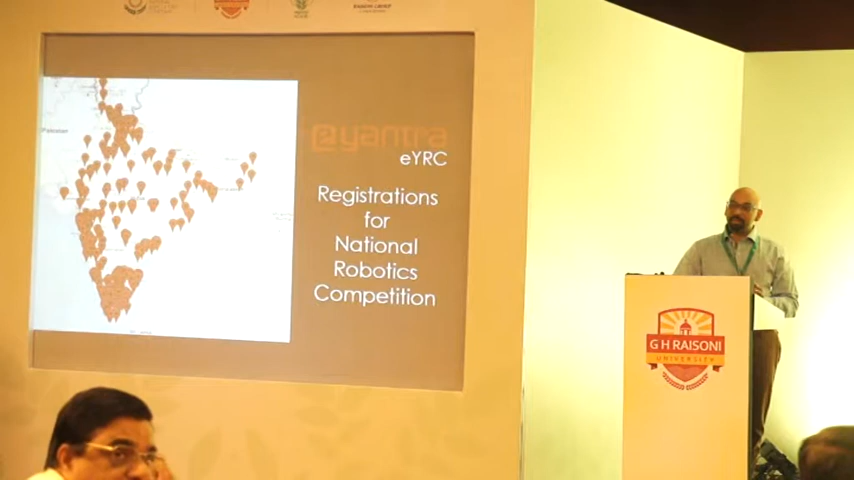 @yantra
eYRC
Registrations
for
National
Robotics
Competition
G H RAISONI
UNIVERSITY